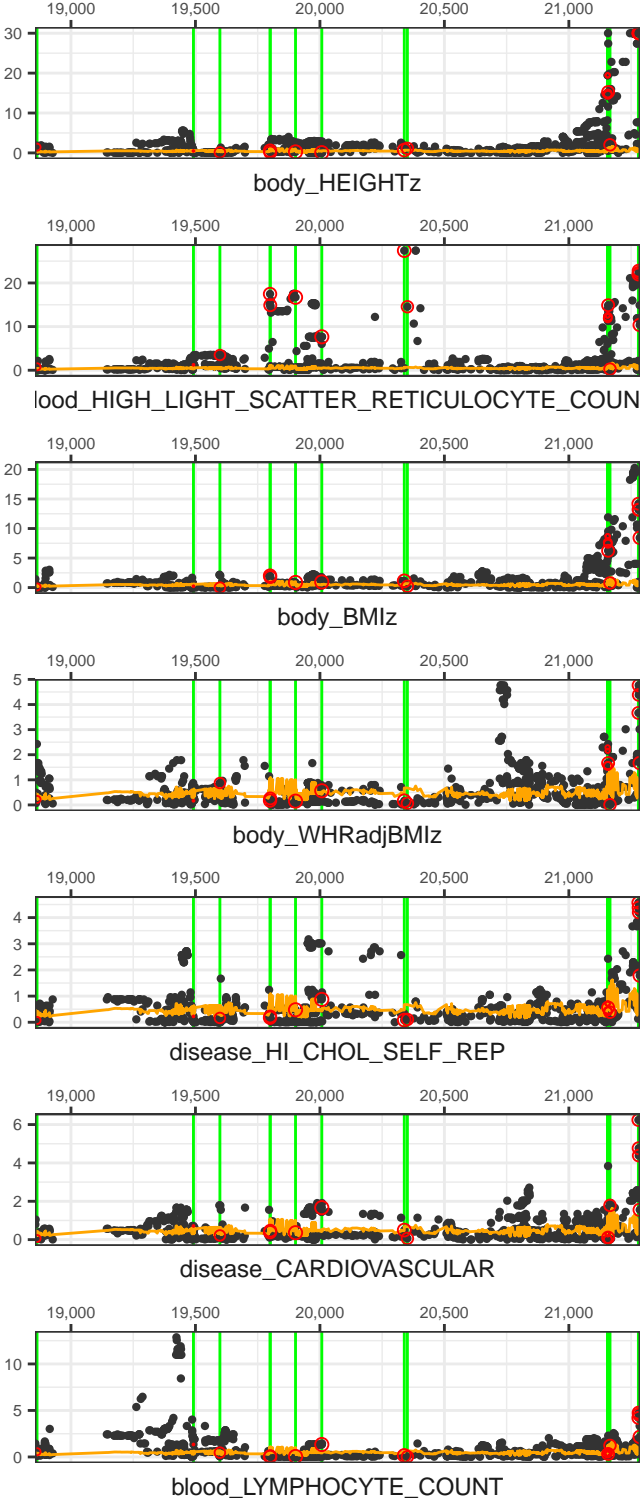 19,000 19,500 20,000 20,500 21,000
30
20
10
0
body_HEIGHTz
19,000 19,500 20,000 20,500 21,000
20
10
0
lood_HIGH_LIGHT_SCATTER_RETICULOCYTE_COUN
19,000 19,500 20,000 20,500 21,000
20
15
10
5
0
body_BMIz
19,000 19,500 20,000 20,500 21,000
5
4
3
2
1
0
body_WHRadjBMIz
19,000 19,500 20,000 20,500 21,000
4
3
2
1
0
disease_HI_CHOL_SELF_REP
19,000 19,500 20,000 20,500 21,000
6
4
2
0
disease_CARDIOVASCULAR
19,000 19,500 20,000 20,500 21,000
10
5
0
blood_LYMPHOCYTE_COUNT